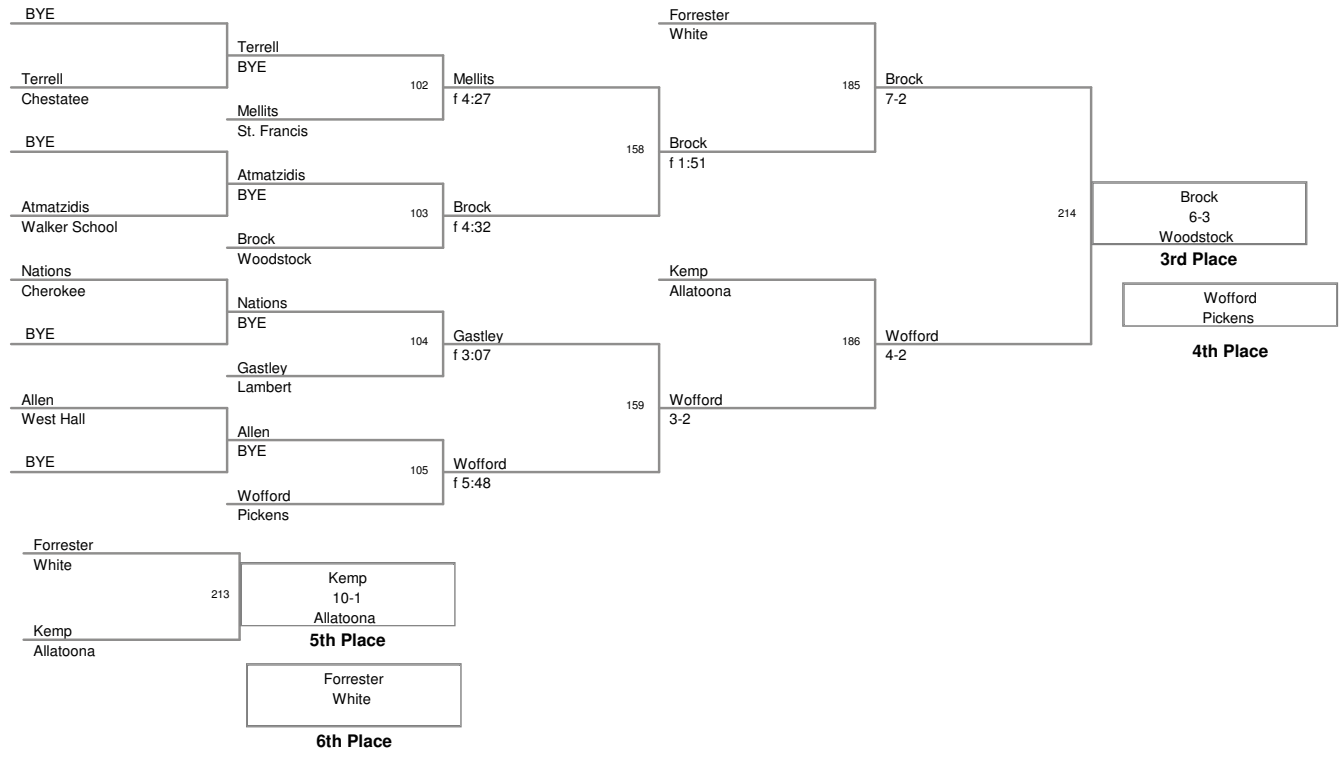 BYE
Terrell
Chestatee
BYE
Atmatzidis
Walker School
Nations
Cherokee
BYE
Allen
West Hall
BYE
Terrell
BYE
102
Mellits
St. Francis
Atmatzidis
BYE
103
Brock
Woodstock
Nations
BYE
104
Gastley
Lambert
Allen
BYE
105
Wofford
Pickens
Mellits
f 4:27
158
Brock
f 4:32
Gastley
f 3:07
159
Wofford
f 5:48
Forrester
White
185
Brock
f 1:51
Kemp
Allatoona
186
Wofford
3-2
Brock
7-2
214
Wofford
4-2
Brock
6-3
Woodstock
3rd Place
Wofford
Pickens
4th Place
Forrester
White
213
Kemp
Allatoona
Kemp
10-1
Allatoona
5th Place
Forrester
White
6th Place